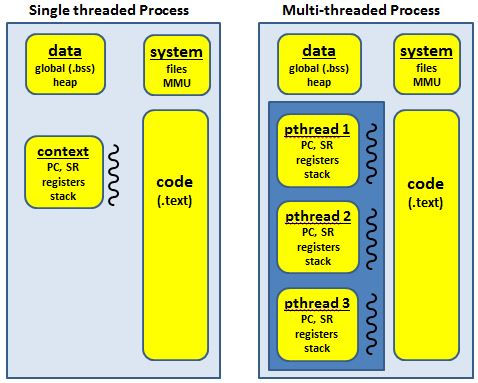 Single threaded Process
data
global (.bss)
heap
system
files
MMU
context
PC, SR
registers
stack
code
(.text)
Multi-threaded Process
data
global (.bss)
heap
system
files
MMU
pthread 1
PC, SR
registers
stack
pthread 2
PC, SR
registers
stack
pthread 3
PC, SR
registers
stack
code
(.text)